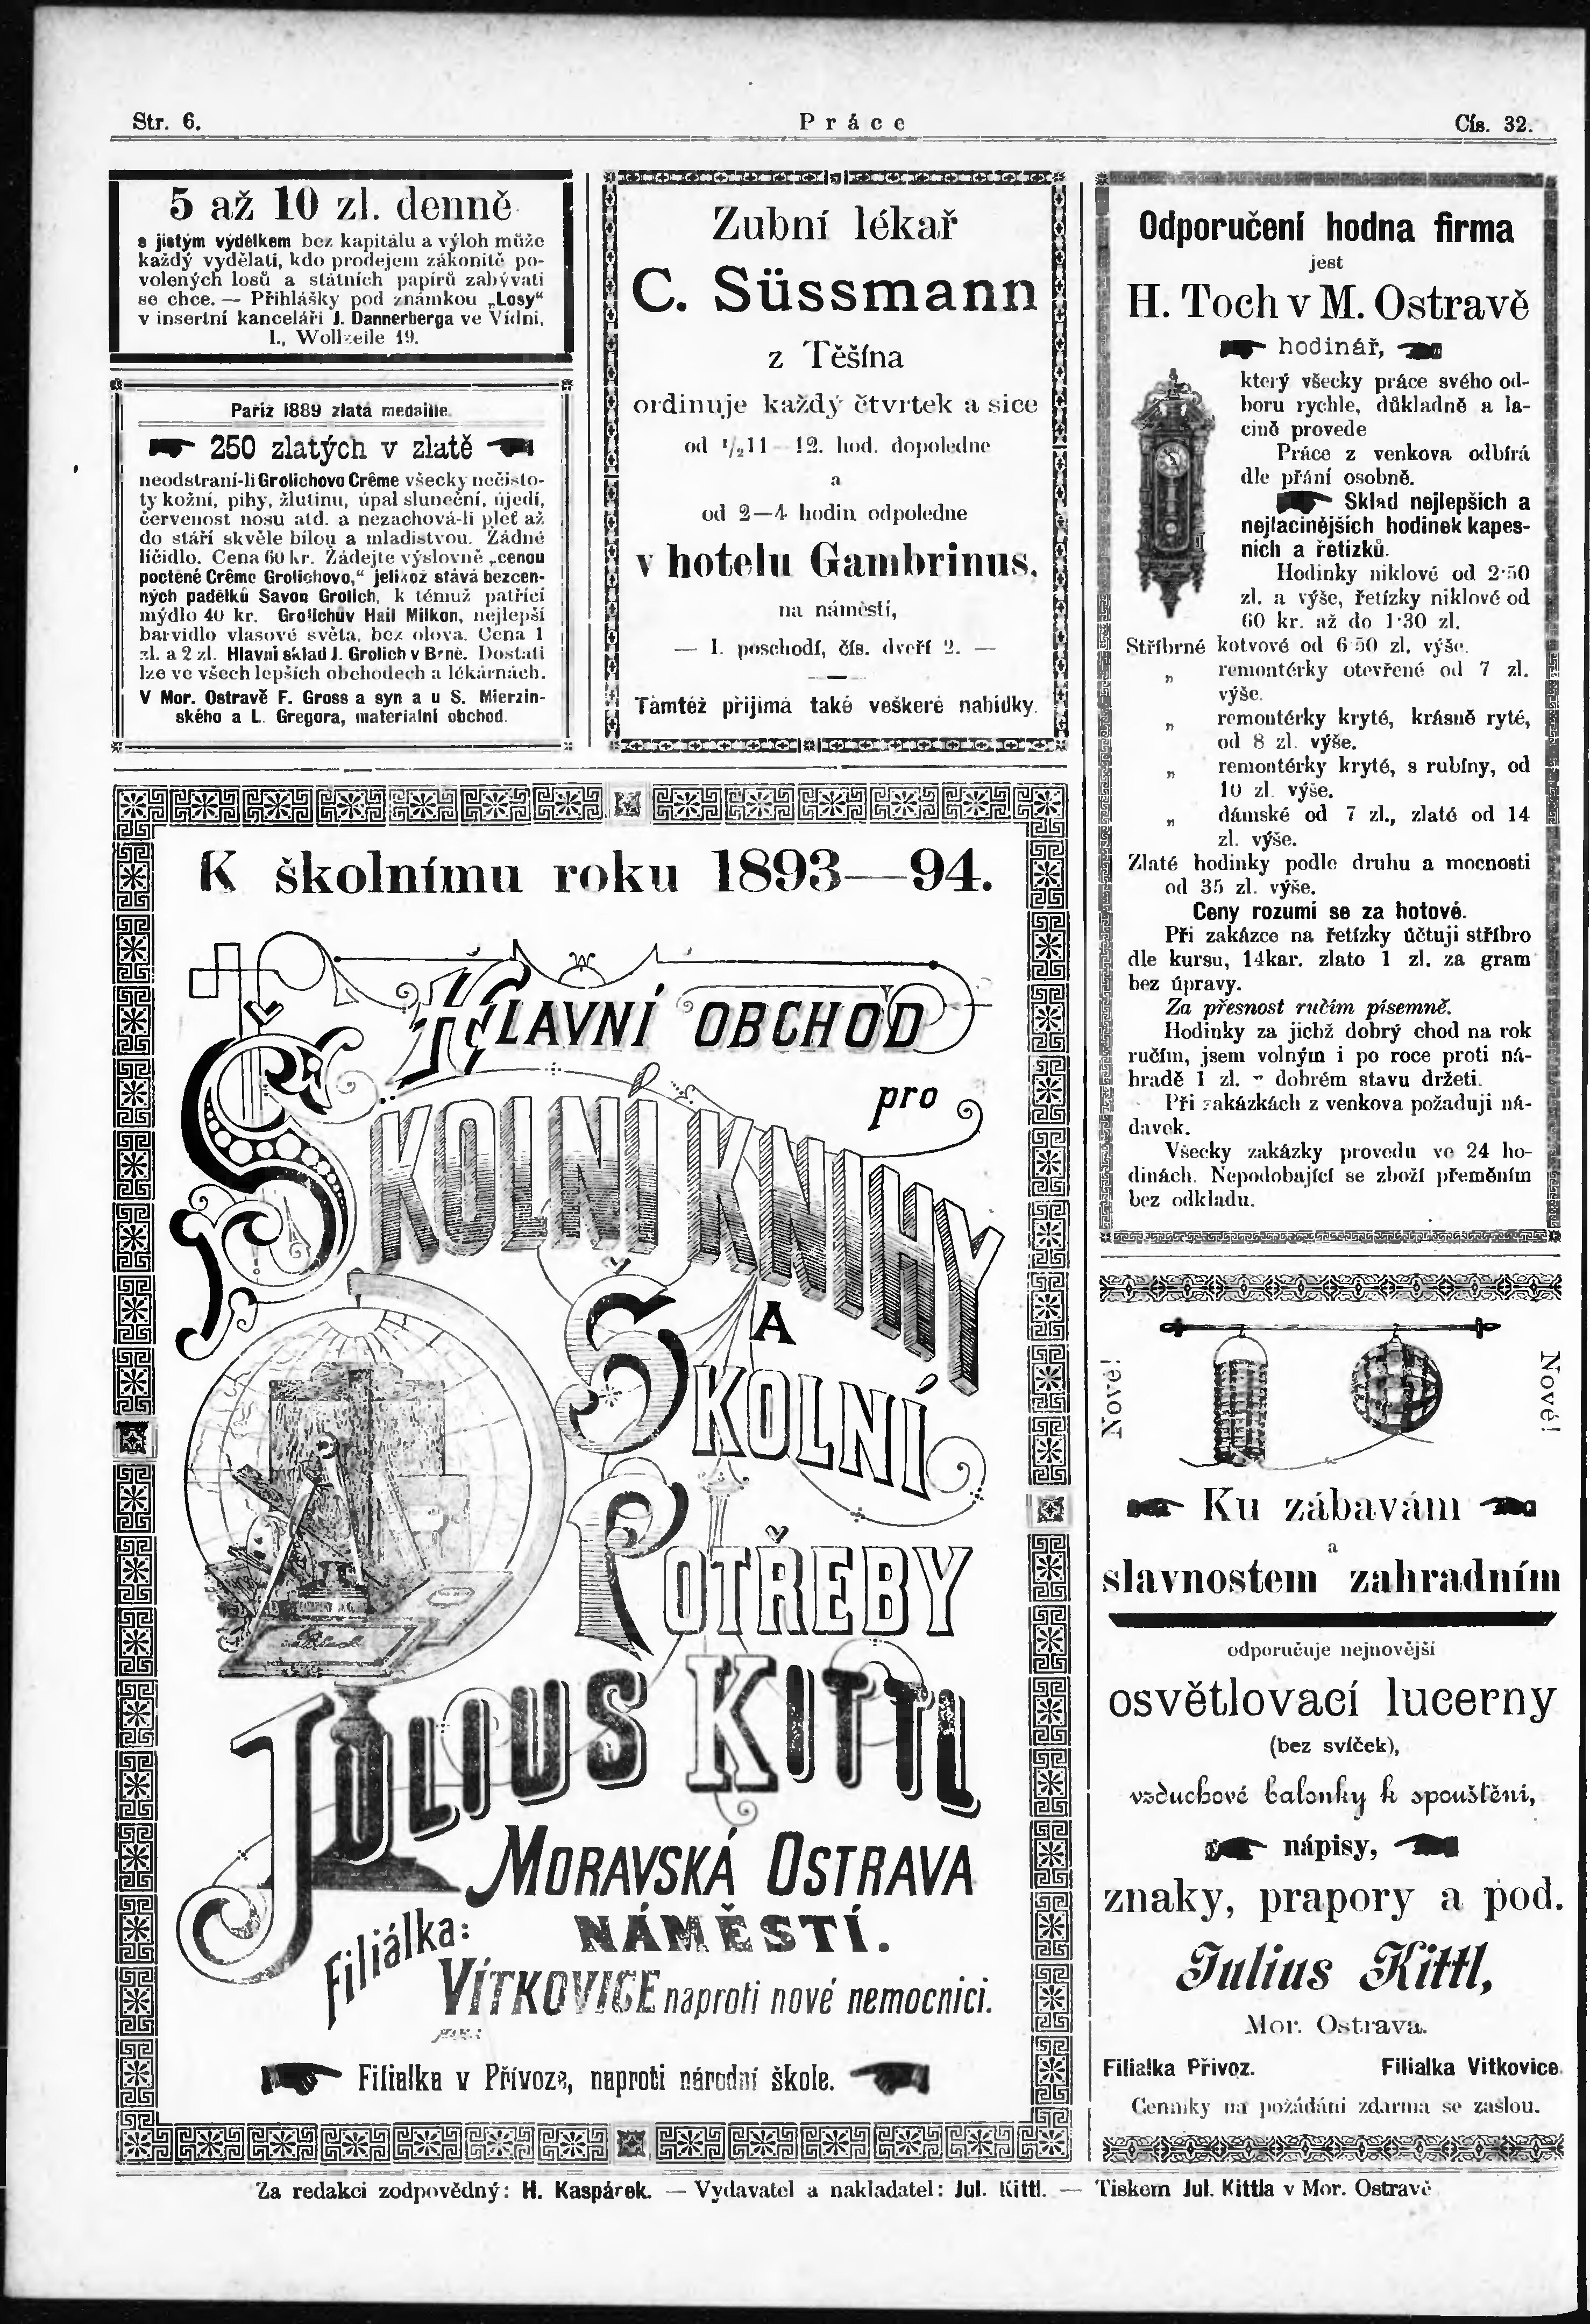 Str. 6.
Práce
Cís. 32.
5 až 10 zl. denně
s jistým výdělkem bez kapitálu a výloh může
každý vydělati, kdo prodejem zákonitě po-
volených losů a státních papírů zabývati
se chce. — Přihlášky pod známkou „Losy“
v insertní kanceláři J. Dannerberga ve Vídni,
I., Wollzeile 19.
Paříž 1889 zlatá medaille.
250 zlatých v zlatě
neodstraní-li Grolichovo Crême všecky nečisto-
ty kožní, pihy, žlutinu, úpal sluneční, újedí,
červenost nosu atd. a nezachová-li pleť až
do stáří skvěle bílou a mladistvou. Žádné
líčidlo. Cena 60 kr. Žádejte výslovně „cenou
poctěné Crême Grolichovo,“ jelikož stává bezcen-
ných padělků Savon Grolich, k témuž patřící
mýdlo 40 kr. Grolichův Hail Milkon, nejlepší
barvidlo vlasové světa, bez olova. Cena 1
zl. a 2 zl. Hlavní sklad J. Grolich v Brně. Dostati
lze ve všech lepších obchodech a lékárnách.
V Mor. Ostravě F. Gross a syn a u S. Mierzin-
ského a L. Gregora, materialní obchod.
Zubní lékař
C. Süssmann
z Těšína
ordinuje každý čtvrtek a sice
od 1/2 11—12. hod. dopoledne
a
od 2—4 hodin odpoledne
v hotelu Gambrinus,
na náměstí,
— I. poschodí, čís. dveří 2. —
Tamtéž přijímá také veškeré nabídky.
K školnímu roku 1893—94.
HLAVNÍ OBCHOD
pro
ŠKOLNÍ KNIHY
A
ŠKOLNÍ
POTŘEBY
JULIUS KITTL
MORAVSKÁ OSTRAVA
NÁMĚSTÍ.
Filiálka:
VÍTKOVICE naproti nové nemocnici.
Filialka v Přívoze, naproti národní škole.
Odporučení hodna firma
jest
H. Toch v M. Ostravě
hodinář,
který všecky práce svého od-
boru rychle, důkladně a la-
cině provede
Práce z venkova odbírá
dle přání osobně.
Sklad nejlepších a
nejlacinějších hodinek kapes-
ních a řetízků.
Hodinky niklové od 2·50
zl. a výše, řetízky niklové od
60 kr. až do 1·30 zl.
Stříbrné kotvové od 6·50 zl. výše.
„ remontérky otevřené od 7 zl.
výše.
„ remontérky kryté, krásně ryté,
od 8 zl. výše.
„ remontérky kryté, s rubíny, od
10 zl. výše.
„ dámské od 7 zl., zlaté od 14
zl. výše.
Zlaté hodinky podle druhu a mocnosti
od 35 zl. výše.
Ceny rozumí se za hotové.
Při zakázce na řetízky účtuji stříbro
dle kursu, 14kar. zlato 1 zl. za gram
bez úpravy.
Za přesnost ručím písemně.
Hodinky za jichž dobrý chod na rok
ručím, jsem volným i po roce proti ná-
hradě 1 zl. v dobrém stavu držeti.
Při zakázkách z venkova požaduji ná-
davek.
Všecky zakázky provedu ve 24 ho-
dinách. Nepodobající se zboží přeměním
bez odkladu.
Nové!
Nové!
Ku zábavám
a
slavnostem zahradním
odporučuje nejnovější
osvětlovací lucerny
(bez svíček),
vzduchové balonky k spouštění,
nápisy,
znaky, prapory a pod.
Julius Kittl,
Mor. Ostrava.
Filialka Přivoz.
Filialka Vitkovice.
Cenníky na požádání zdarma se zašlou.
Za redakci zodpovědný: H. Kaspárek. — Vydavatel a nakladatel: Jul. Kittl. — Tiskem Jul. Kittla v Mor. Ostravě